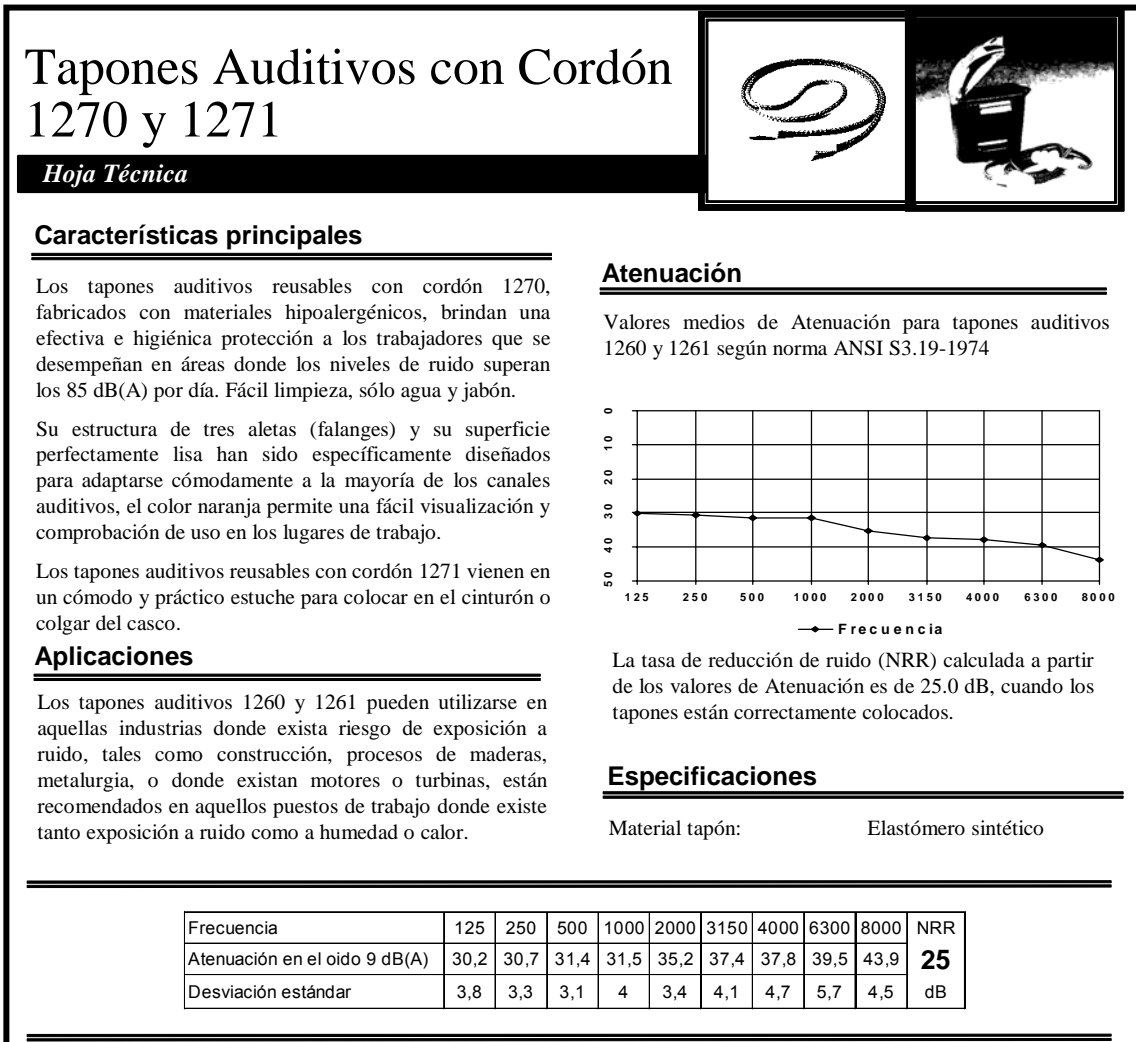 Tapones Auditivos con Cordón
1270 y 1271
Hoja Técnica
Características principales
Los tapones auditivos reusables con cordón 1270,
fabricados con materiales hipoalergénicos, brindan una
efectiva e higiénica protección a los trabajadores que se
desempeñan en áreas donde los niveles de ruido superan
los 85 dB(A) por día. Fácil limpieza, sólo agua y jabón.
Su estructura de tres aletas (falanges) y su superficie
perfectamente lisa han sido específicamente diseñados
para adaptarse cómodamente a la mayoría de los canales
auditivos, el color naranja permite una fácil visualización y
comprobación de uso en los lugares de trabajo.
Los tapones auditivos reusables con cordón 1271 vienen en
un cómodo y práctico estuche para colocar en el cinturón o
colgar del casco.
Aplicaciones
Los tapones auditivos 1260 y 1261 pueden utilizarse en
aquellas industrias donde exista riesgo de exposición a
ruido, tales como construcción, procesos de maderas,
metalurgia, o donde existan motores o turbinas, están
recomendados en aquellos puestos de trabajo donde existe
tanto exposición a ruido como a humedad o calor.
Atenuación
Valores medios de Atenuación para tapones auditivos
1260 y 1261 según norma ANSI S3.19-1974
0
10
20
30
40
50
125 250 500 1000 2000 3150 4000 6300 8000
Frecuencia
La tasa de reducción de ruido (NRR) calculada a partir
de los valores de Atenuación es de 25.0 dB, cuando los
tapones están correctamente colocados.
Especificaciones
Material tapón: Elastómero sintético
Frecuencia 125 250 500 1000 2000 3150 4000 6300 8000 NRR
Atenuación en el oido 9 dB(A) 30,2 30,7 31,4 31,5 35,2 37,4 37,8 39,5 43,9 25
Desviación estándar 3,8 3,3 3,1 4 3,4 4,1 4,7 5,7 4,5 dB